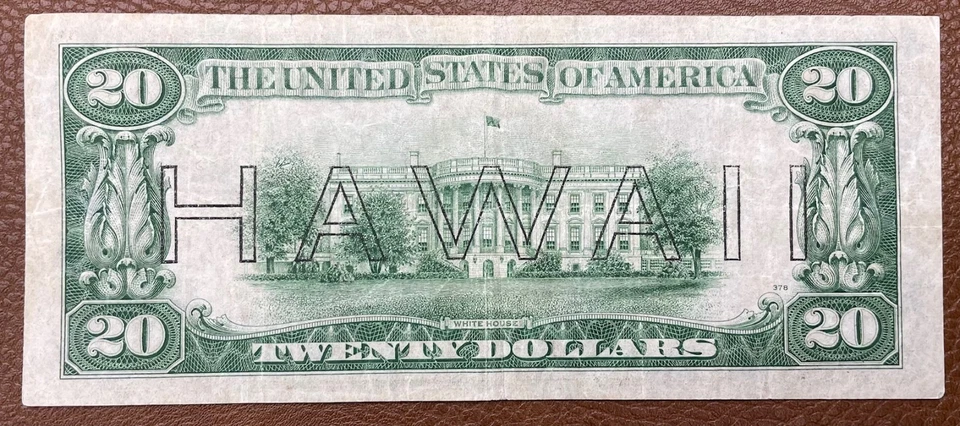 20 THE UNITED STATES OF AMERICA 20
HAWAII
378
WHITE HOUSE
20 TWENTY DOLLARS 20